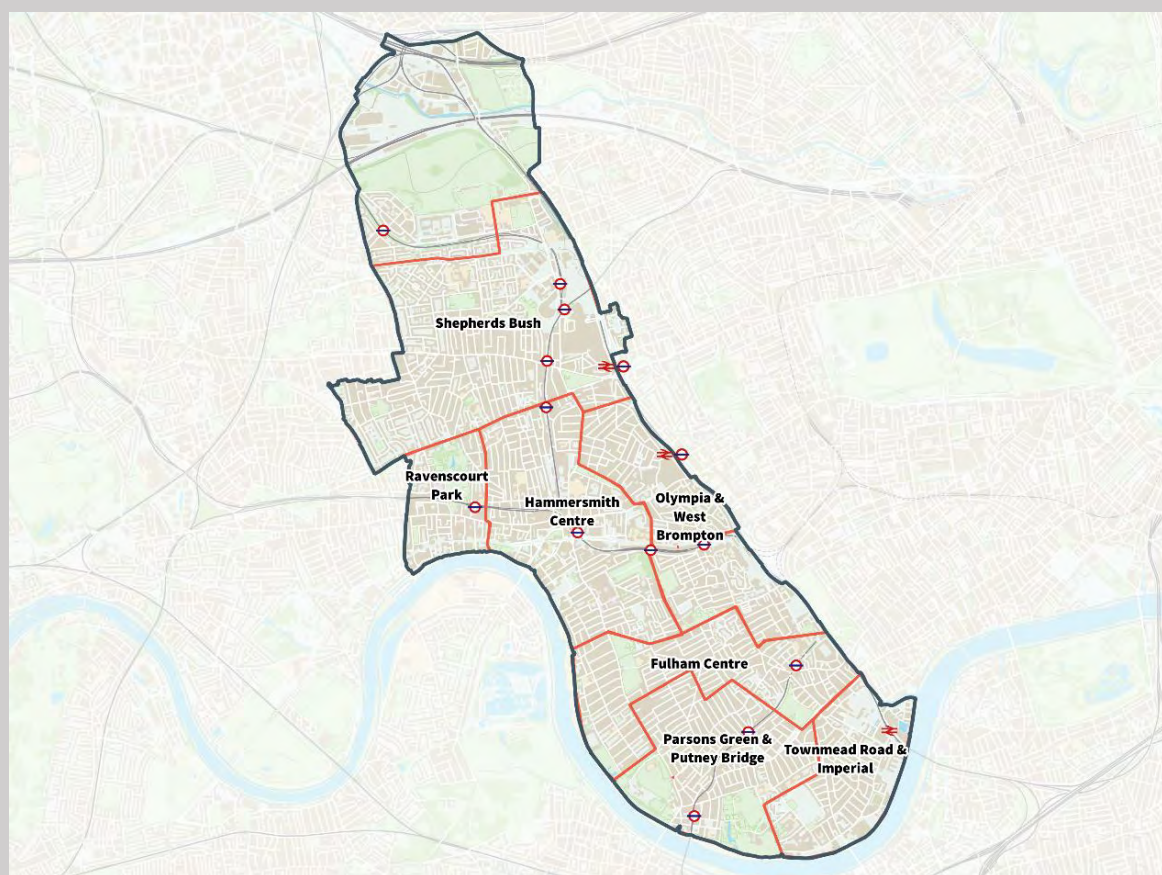 Shepherds Bush
Ravenscourt
Park
Hammersmith
Centre
Olympia &
West
Brompton
Fulham Centre
Parsons Green &
Putney Bridge
Townmead Road &
Imperial